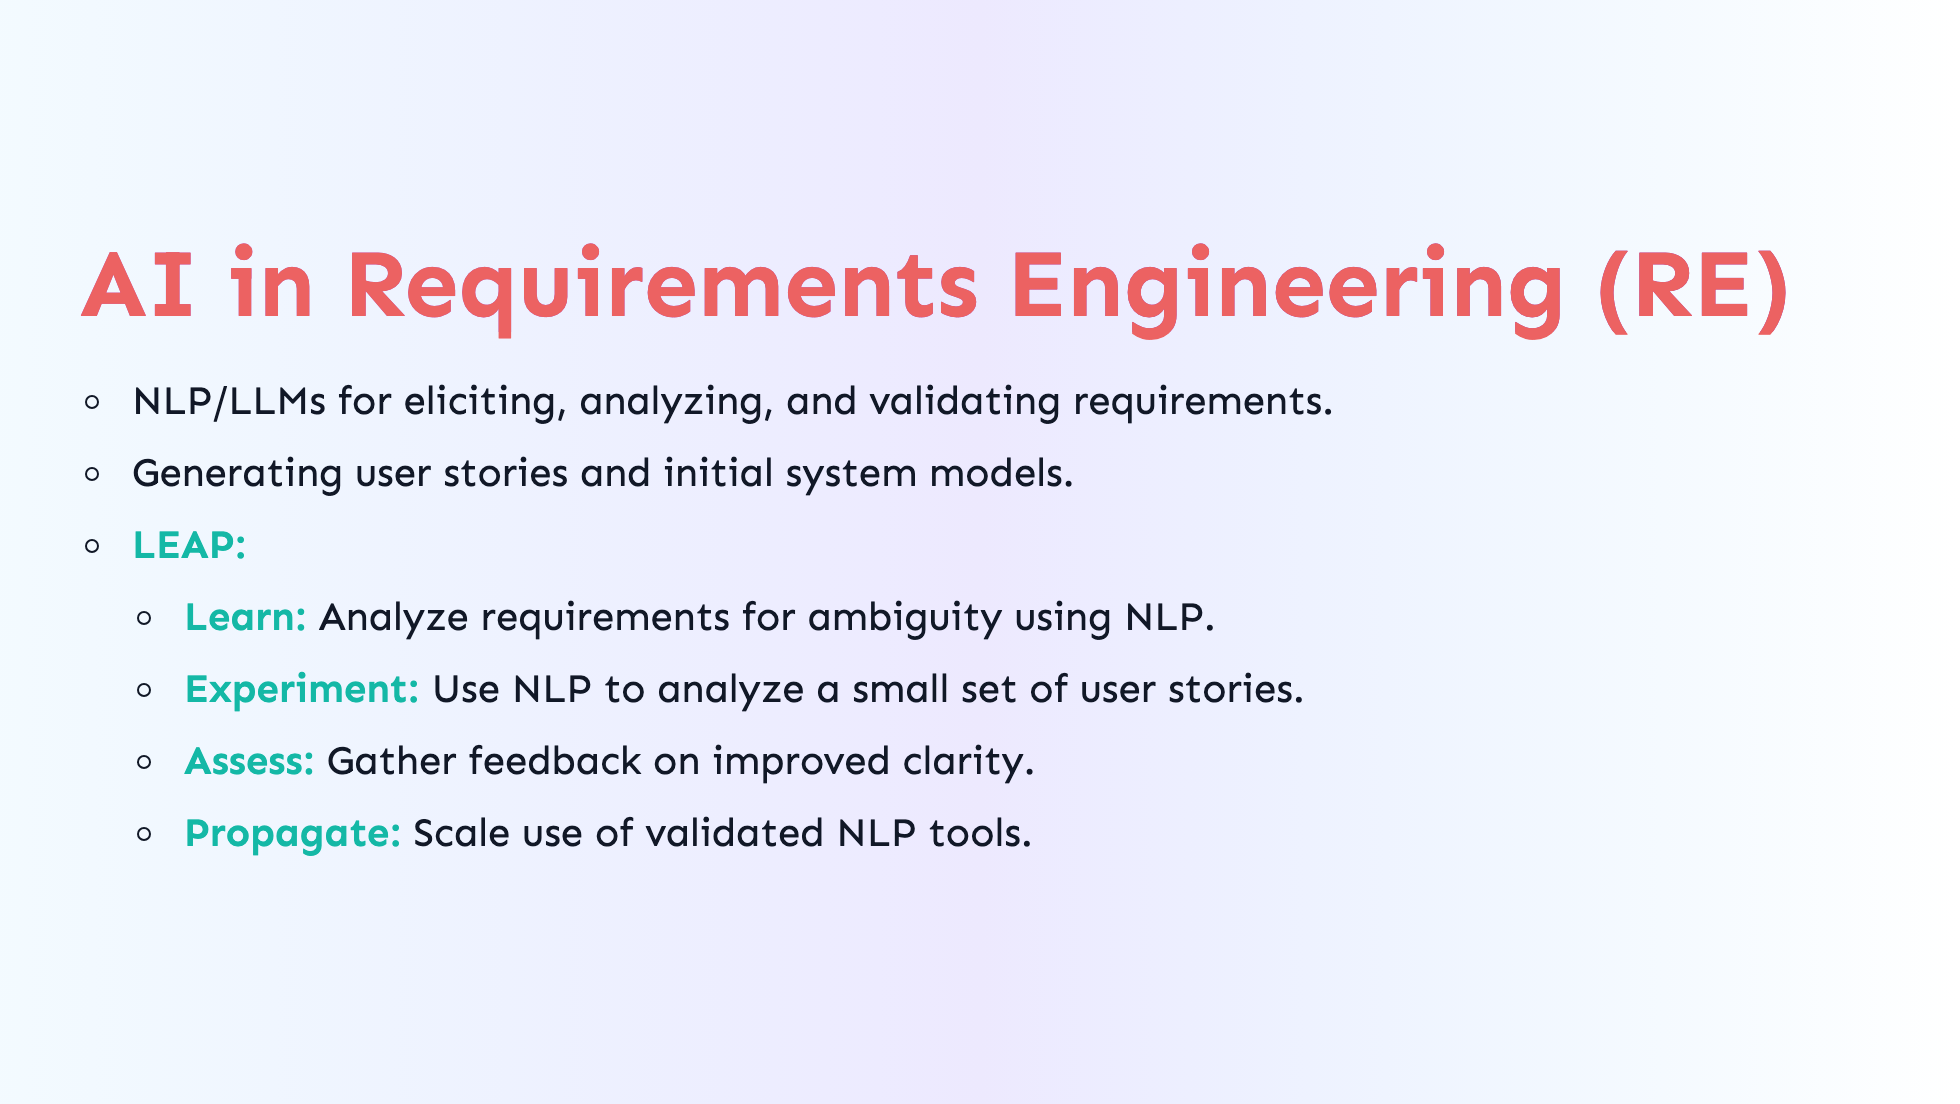 AI in Requirements Engineering (RE)
NLP/LLMs for eliciting, analyzing, and validating requirements.
Generating user stories and initial system models.
LEAP:
Learn: Analyze requirements for ambiguity using NLP.
Experiment: Use NLP to analyze a small set of user stories.
Assess: Gather feedback on improved clarity.
Propagate: Scale use of validated NLP tools.